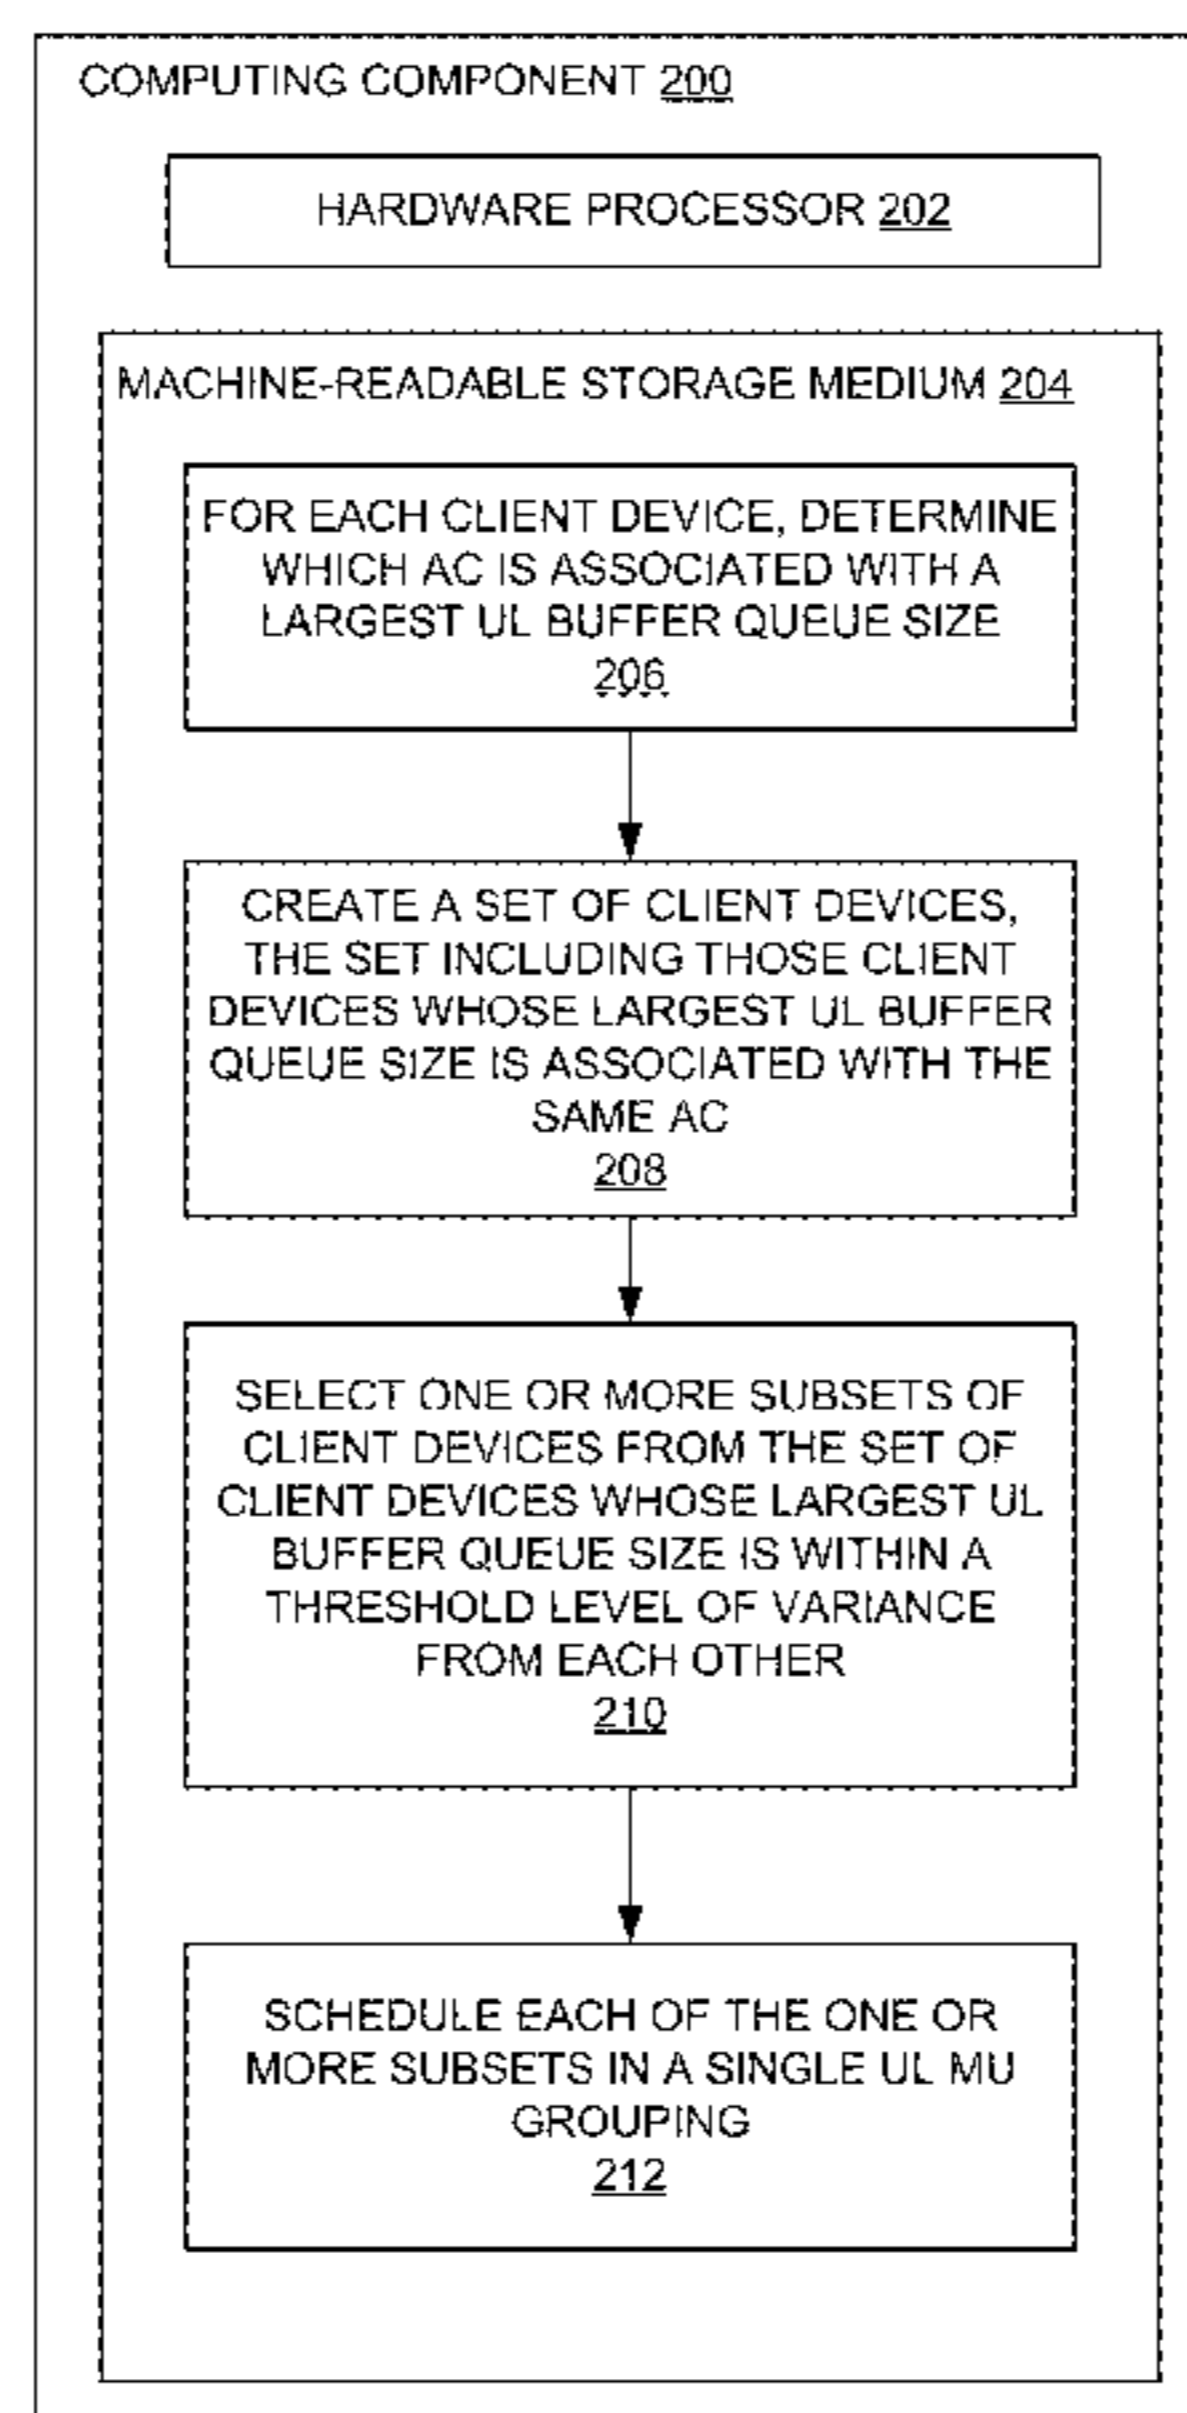 COMPUTING COMPONENT 200
HARDWARE PROCESSOR 202
MACHINE-READABLE STORAGE MEDIUM 204
FOR EACH CLIENT DEVICE, DETERMINE
WHICH AC IS ASSOCIATED WITH A
LARGEST UL BUFFER QUEUE SIZE
206
CREATE A SET OF CLIENT DEVICES,
THE SET INCLUDING THOSE CLIENT
DEVICES WHOSE LARGEST UL BUFFER
QUEUE SIZE IS ASSOCIATED WITH THE
SAME AC
208
SELECT ONE OR MORE SUBSETS OF
CLIENT DEVICES FROM THE SET OF
CLIENT DEVICES WHOSE LARGEST UL
BUFFER QUEUE SIZE IS WITHIN A
THRESHOLD LEVEL OF VARIANCE
FROM EACH OTHER
210
SCHEDULE EACH OF THE ONE OR
MORE SUBSETS IN A SINGLE UL MU
GROUPING
212